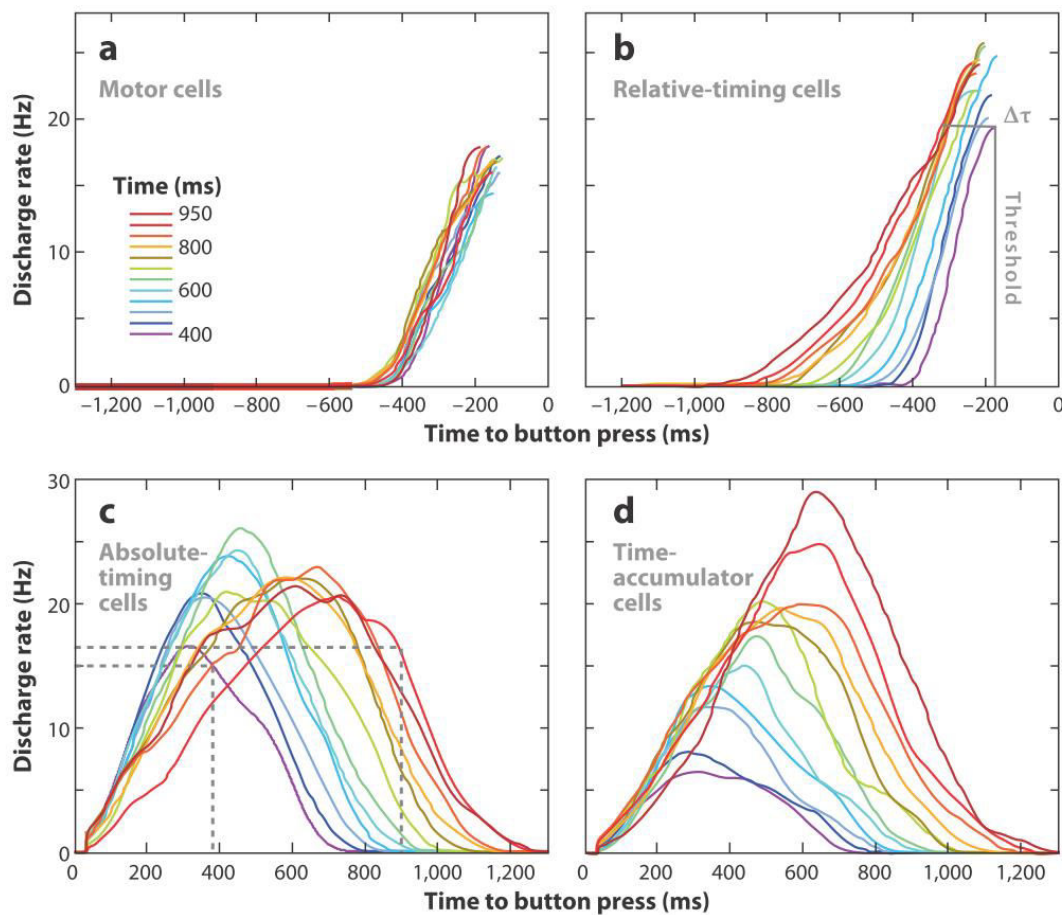 a
Motor cells
Time (ms)
950
800
600
400
Discharge rate (Hz)
20
10
0
−1,200
−1,000
−800
−600
−400
−200
0
b
Relative-timing cells
Δτ
Threshold
−1,200
−1,000
−800
−600
−400
−200
0
Time to button press (ms)
c
Absolute-
timing
cells
Discharge rate (Hz)
30
20
10
0
0
200
400
600
800
1,000
1,200
d
Time-
accumulator
cells
200
400
600
800
1,000
1,200
Time to button press (ms)